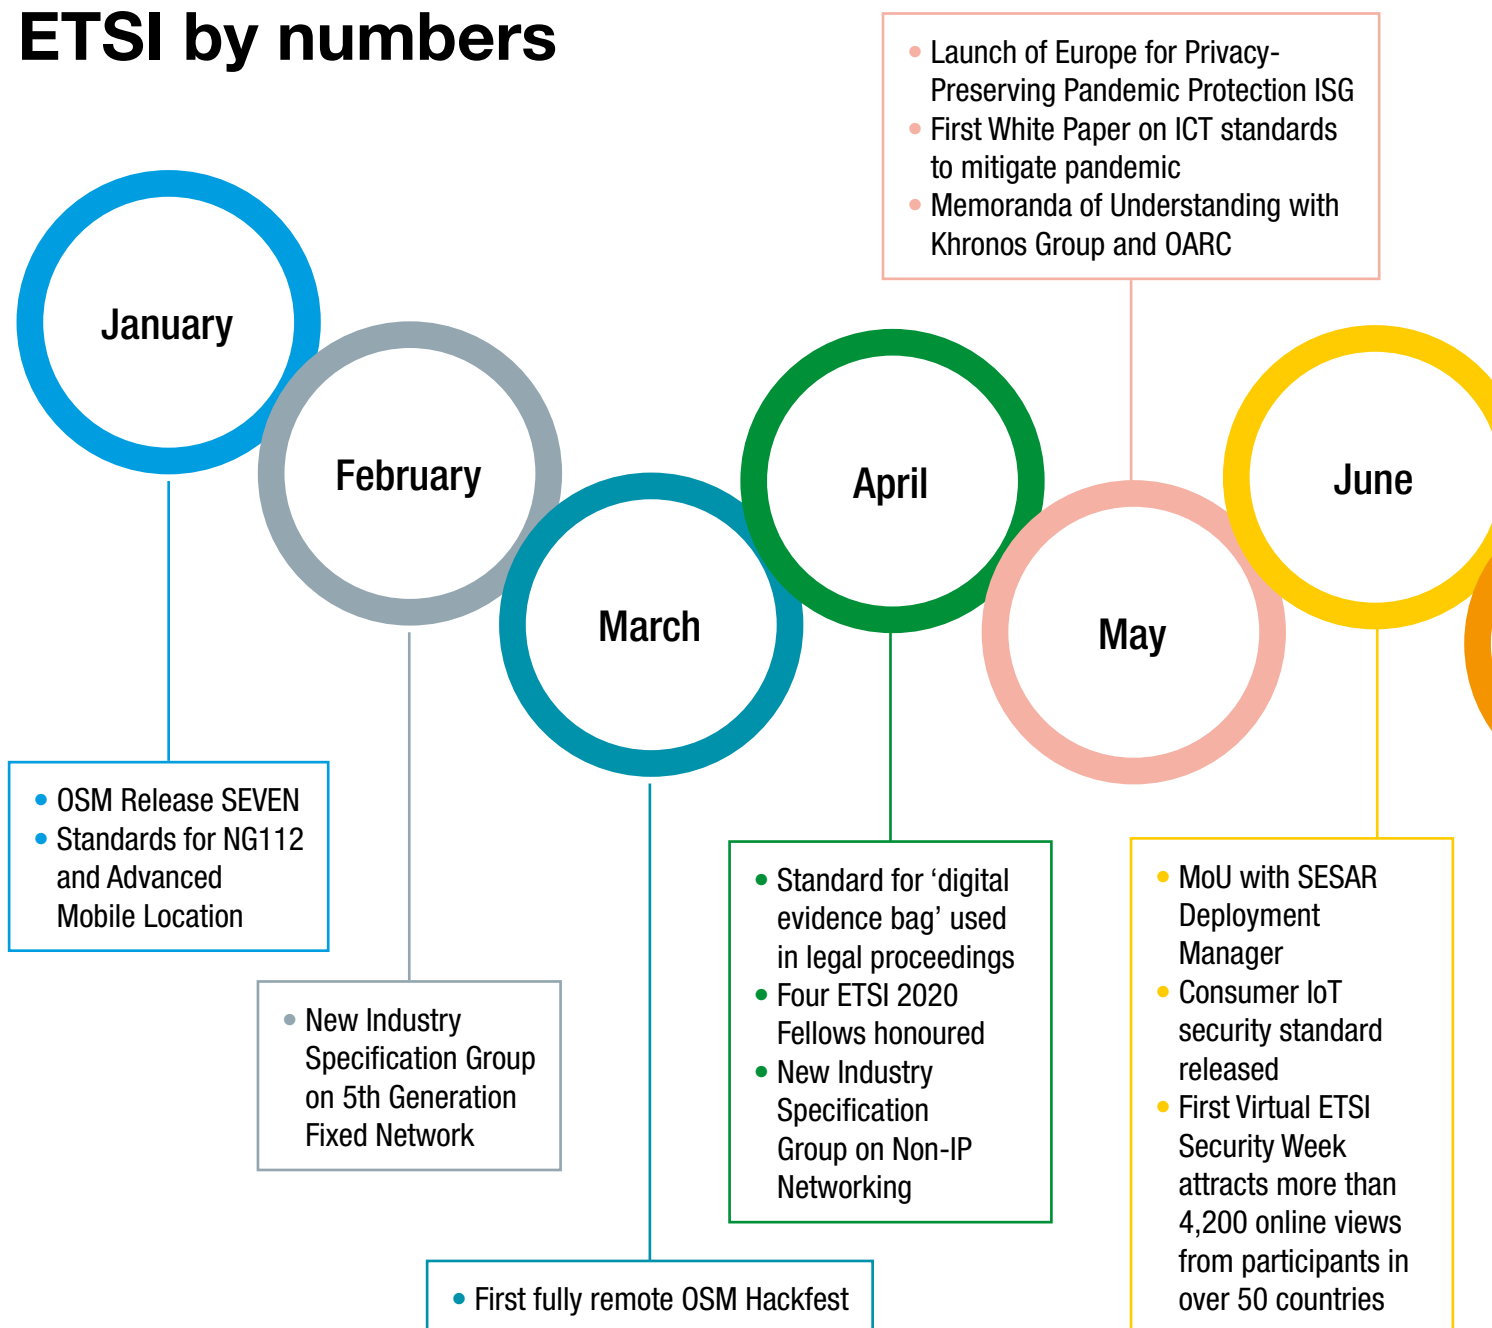 ETSI by numbers
• Launch of Europe for Privacy-
Preserving Pandemic Protection ISG
• First White Paper on ICT standards
to mitigate pandemic
• Memoranda of Understanding with
Khronos Group and OARC
January
February
March
April
May
June
• OSM Release SEVEN
• Standards for NG112
and Advanced
Mobile Location
• New Industry
Specification Group
on 5th Generation
Fixed Network
• First fully remote OSM Hackfest
• Standard for ‘digital
evidence bag’ used
in legal proceedings
• Four ETSI 2020
Fellows honoured
• New Industry
Specification
Group on Non-IP
Networking
• MoU with SESAR
Deployment
Manager
• Consumer IoT
security standard
released
• First Virtual ETSI
Security Week
attracts more than
4,200 online views
from participants in
over 50 countries